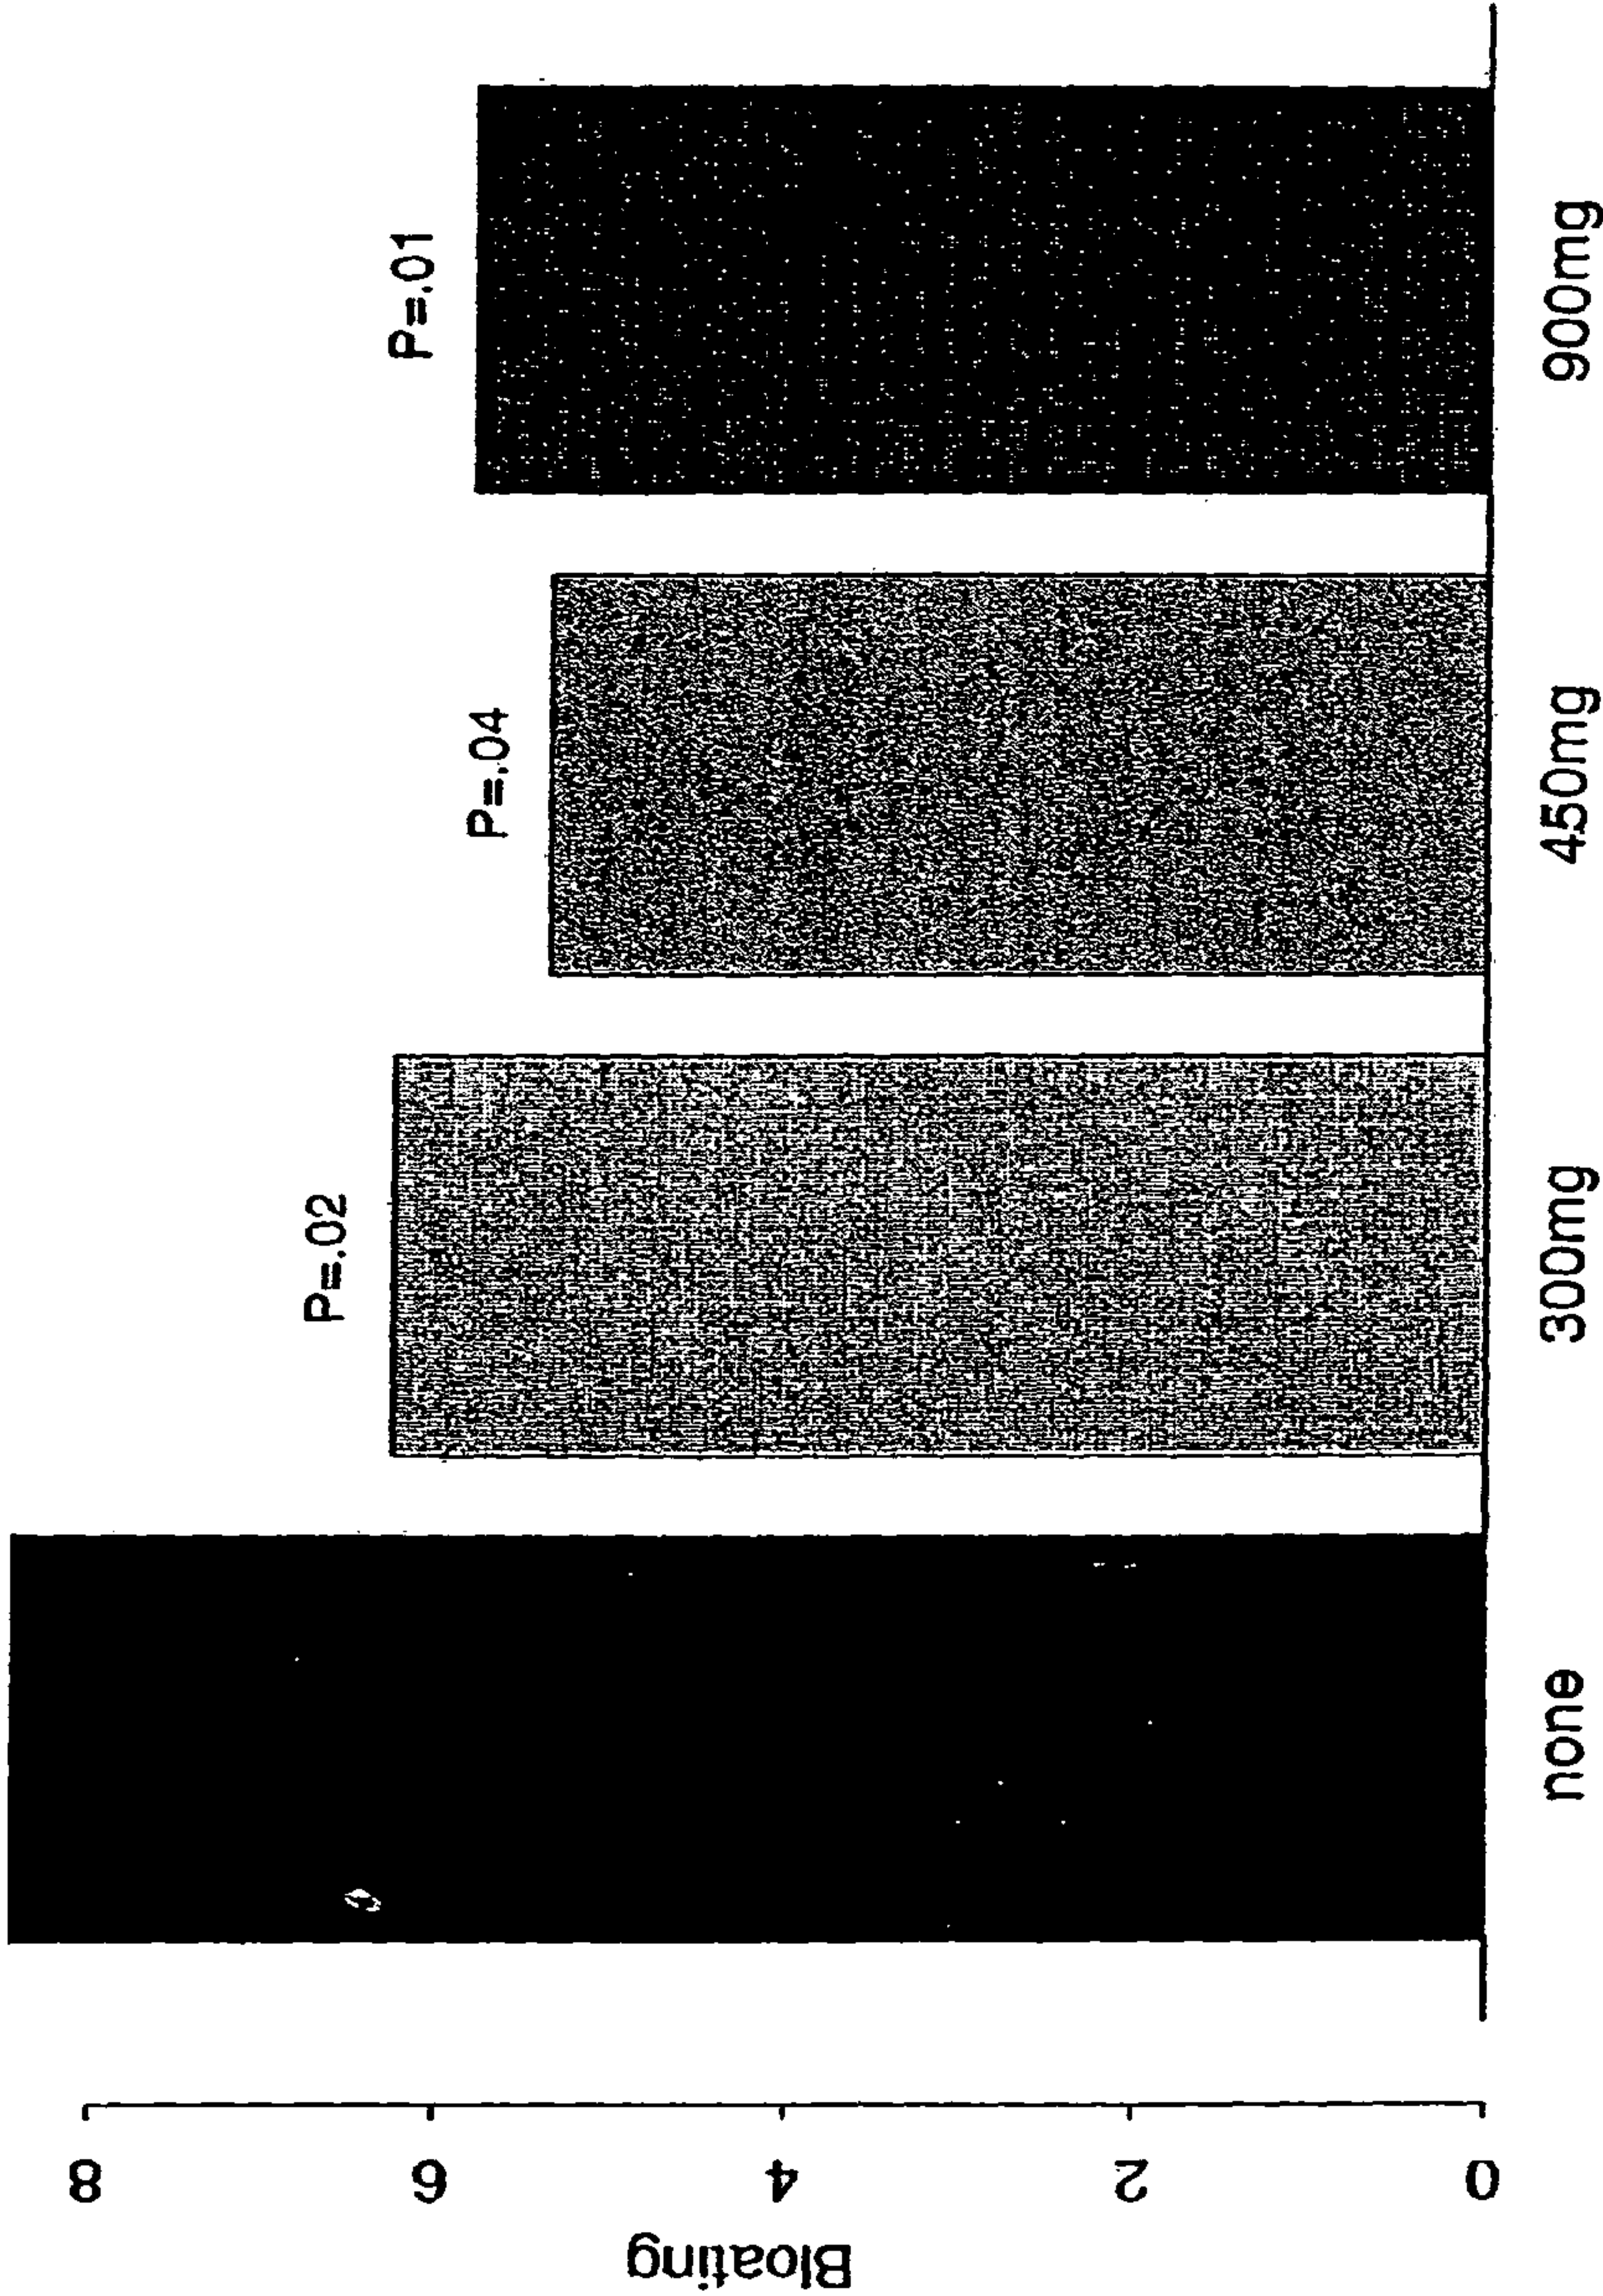 Bloating
8
6
4
2
0
P=.02
P=.04
P=.01
none
300mg
450mg
900mg